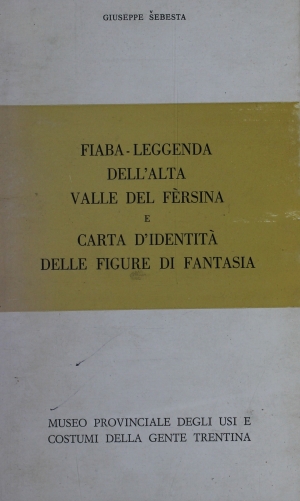 GIUSEPPE ŠEBESTA
FIABA-LEGGENDA
DELL'ALTA
VALLE DEL FÊRSINA
E
CARTA D'IDENTITÀ
DELLE FIGURE DI FANTASIA
MUSEO PROVINCIALE DEGLI USI E
COSTUMI DELLA GENTE TRENTINA